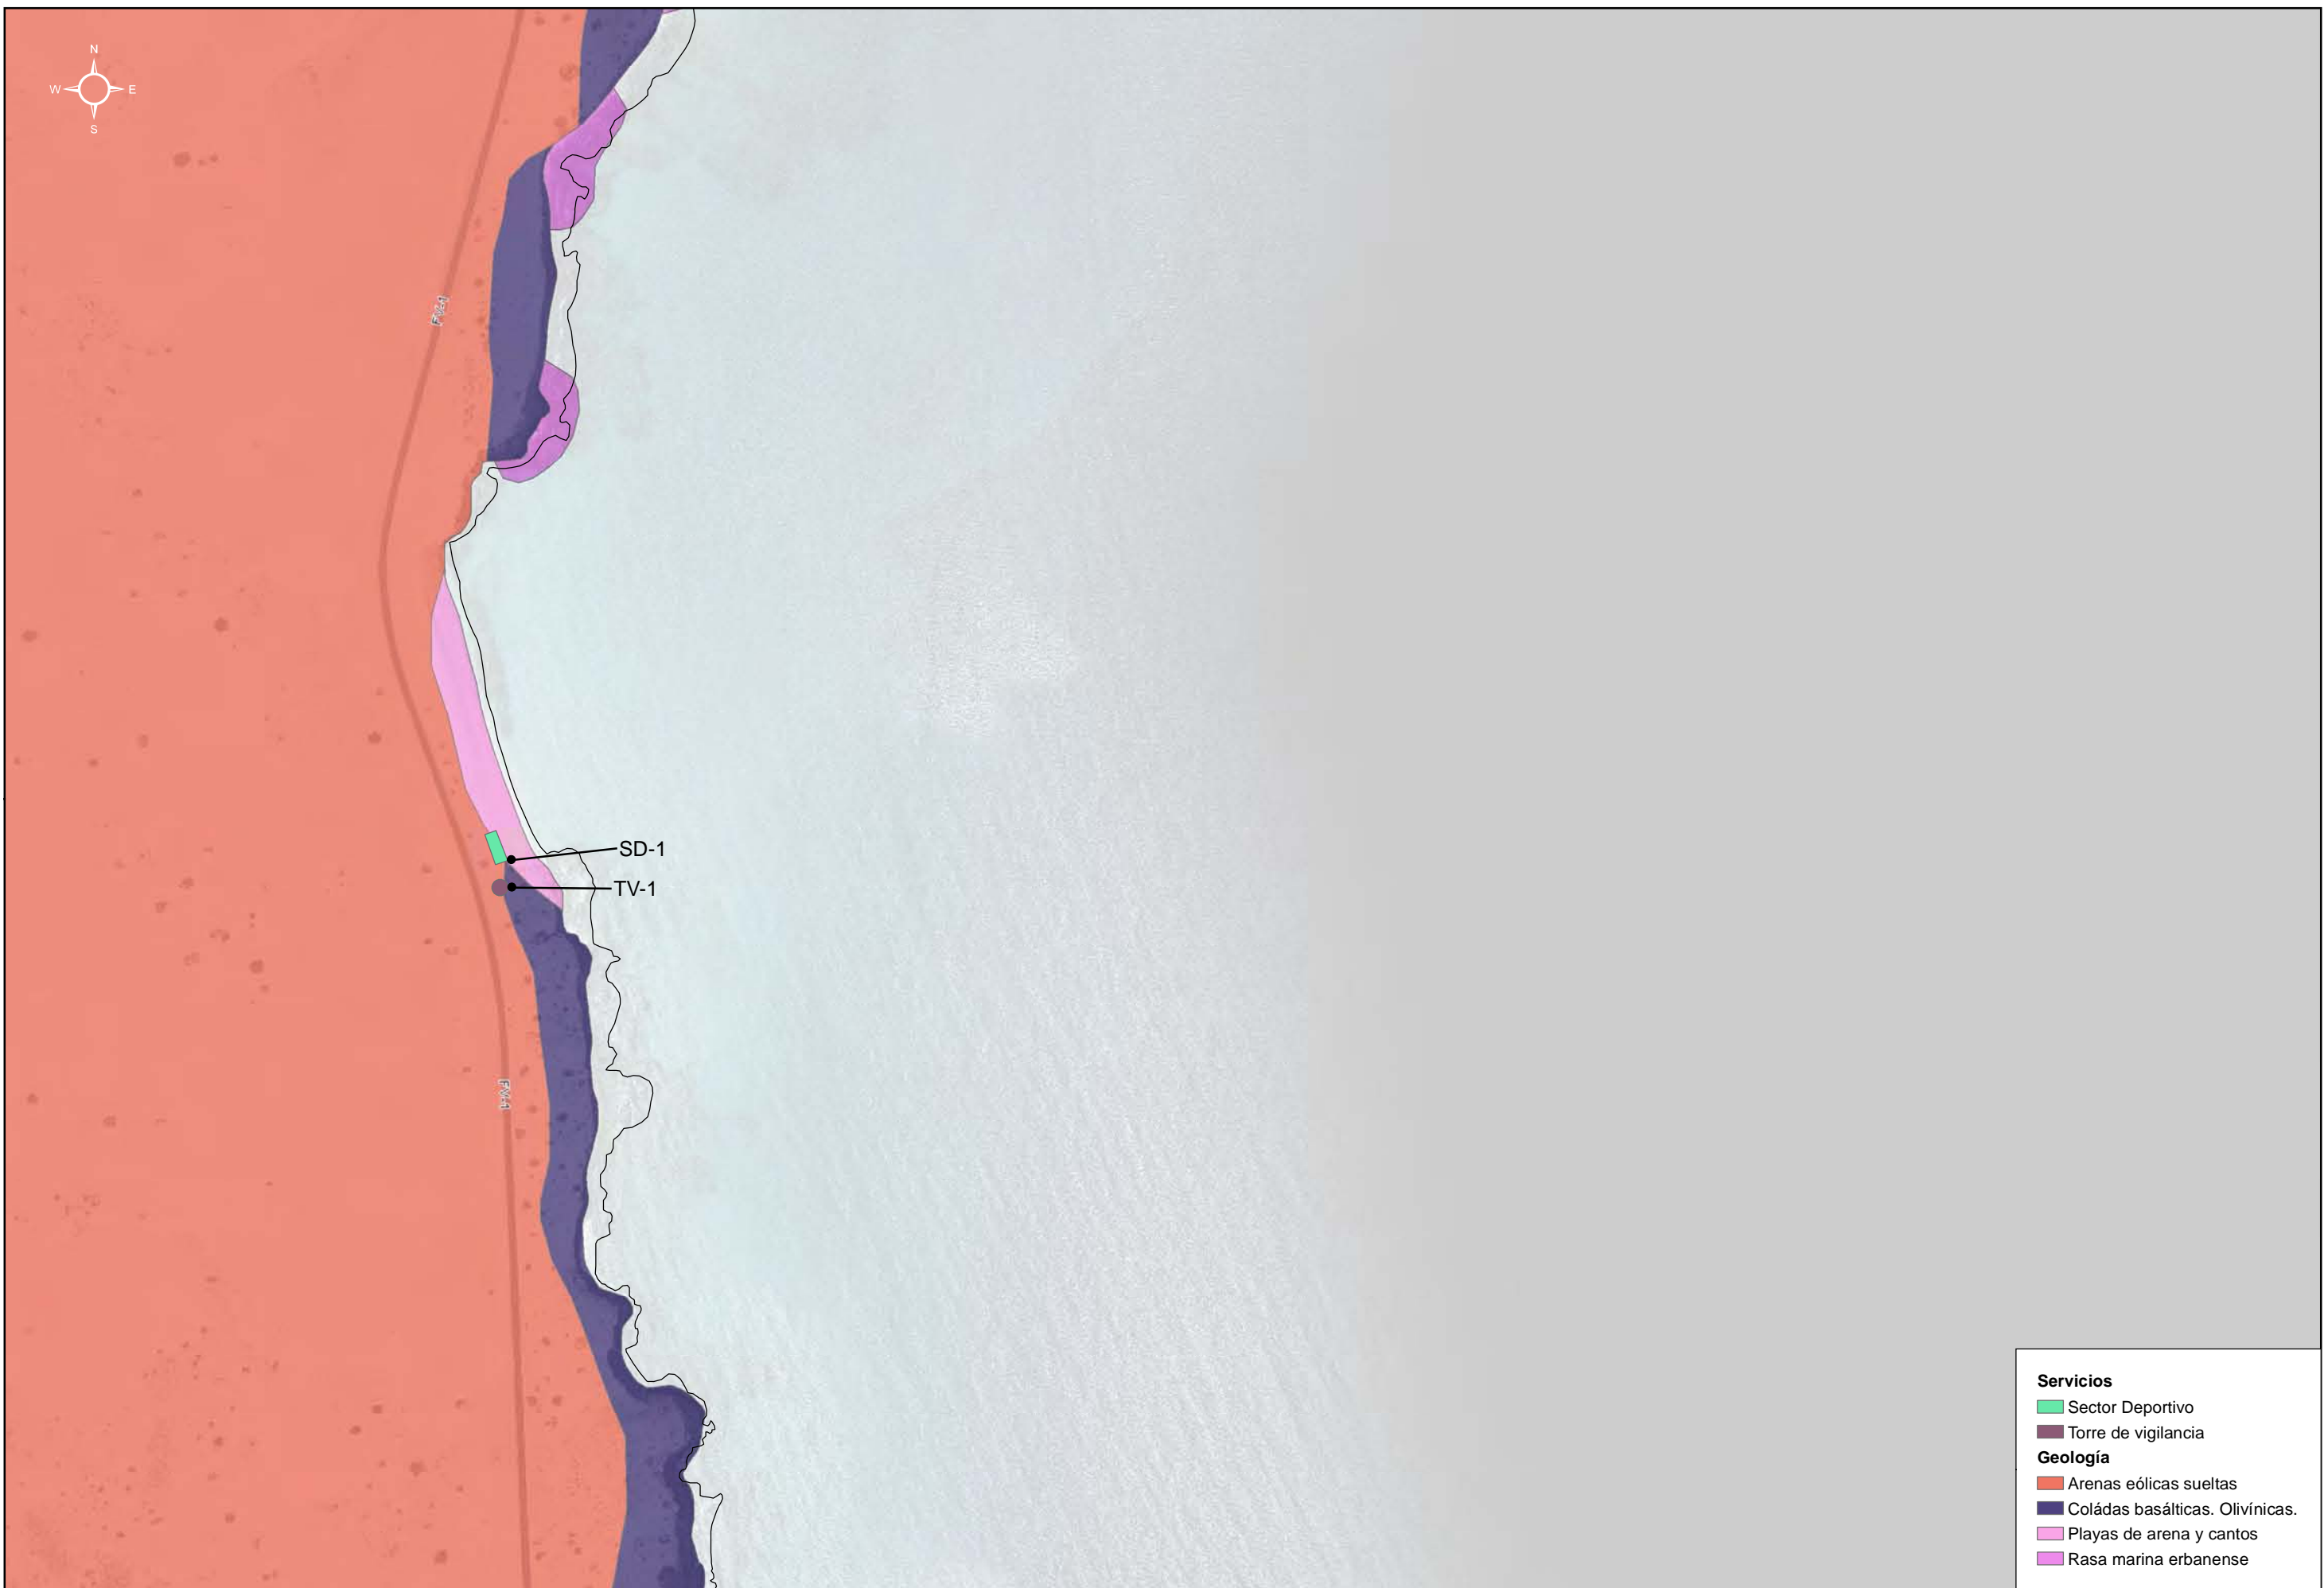 N
W E
S
FV-1
SD-1
TV-1
FV-1
Servicios
Sector Deportivo
Torre de vigilancia
Geología
Arenas eólicas sueltas
Coládas basálticas. Olivínicas.
Playas de arena y cantos
Rasa marina erbanense